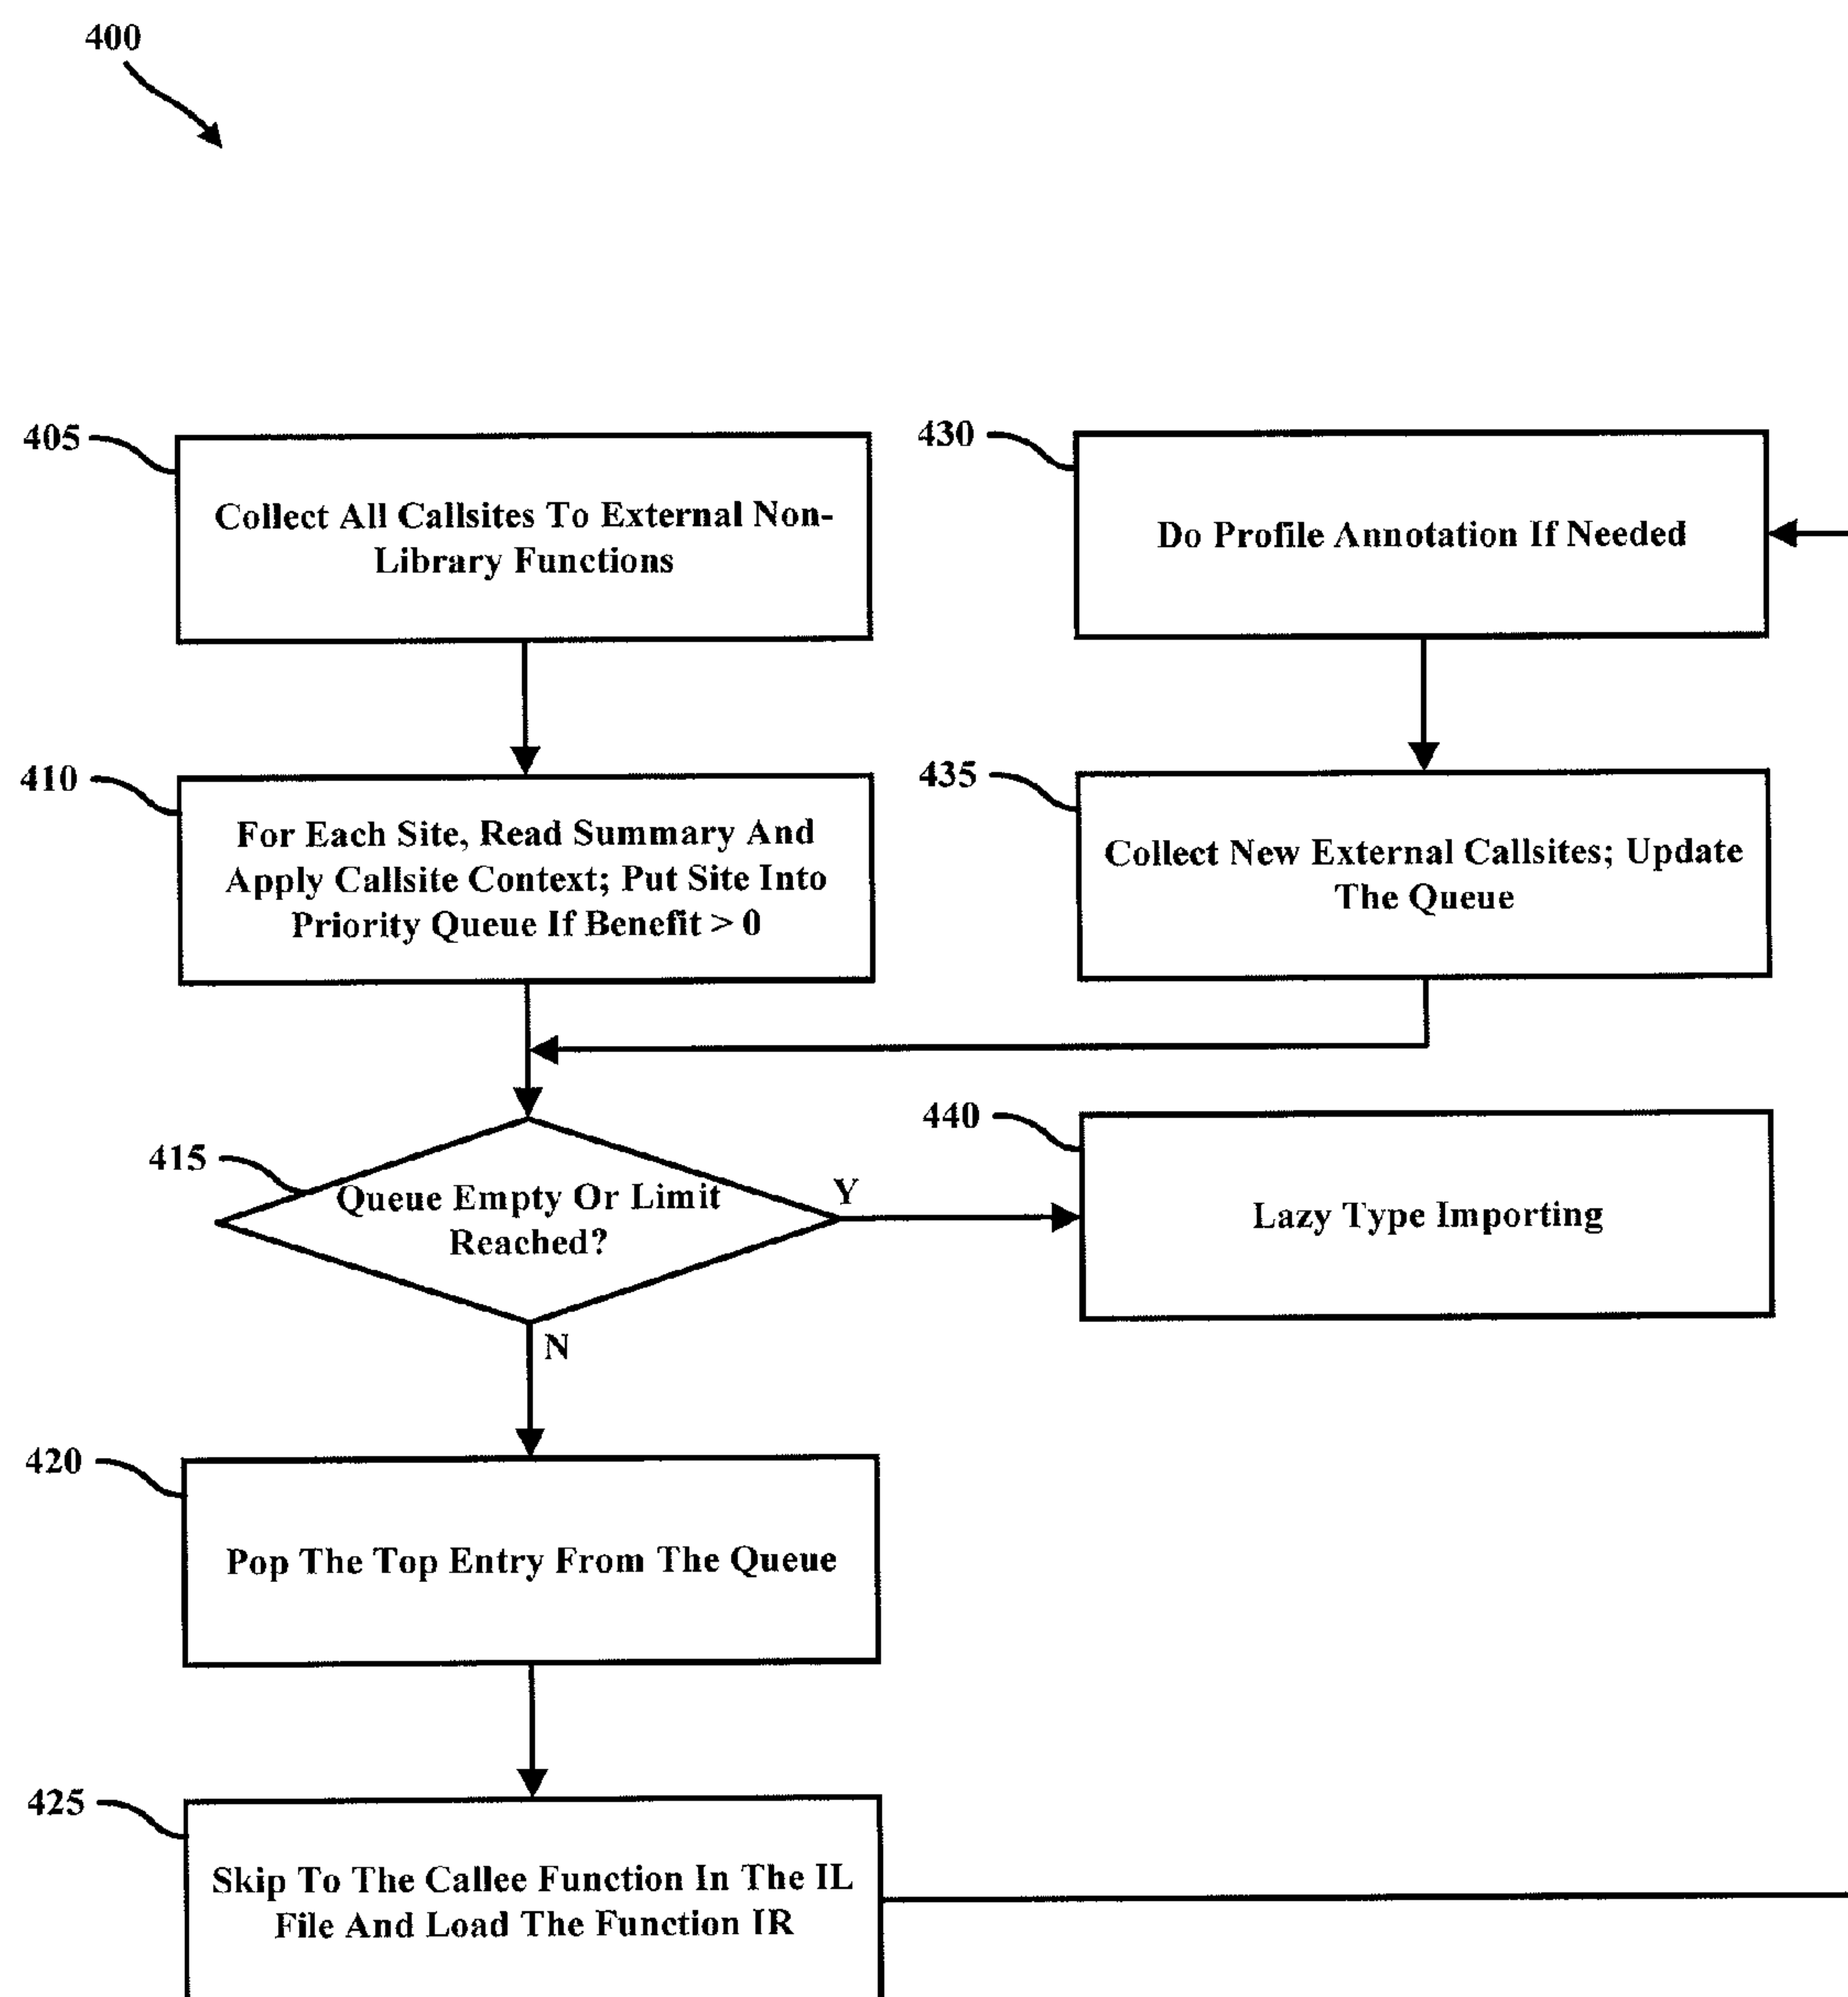 400
405
Collect All Callsites To External Non-
Library Functions
410
For Each Site, Read Summary And
Apply Callsite Context; Put Site Into
Priority Queue If Benefit > 0
415
Queue Empty Or Limit
Reached?
Y
N
420
Pop The Top Entry From The Queue
425
Skip To The Callee Function In The IL
File And Load The Function IR
430
Do Profile Annotation If Needed
435
Collect New External Callsites; Update
The Queue
440
Lazy Type Importing